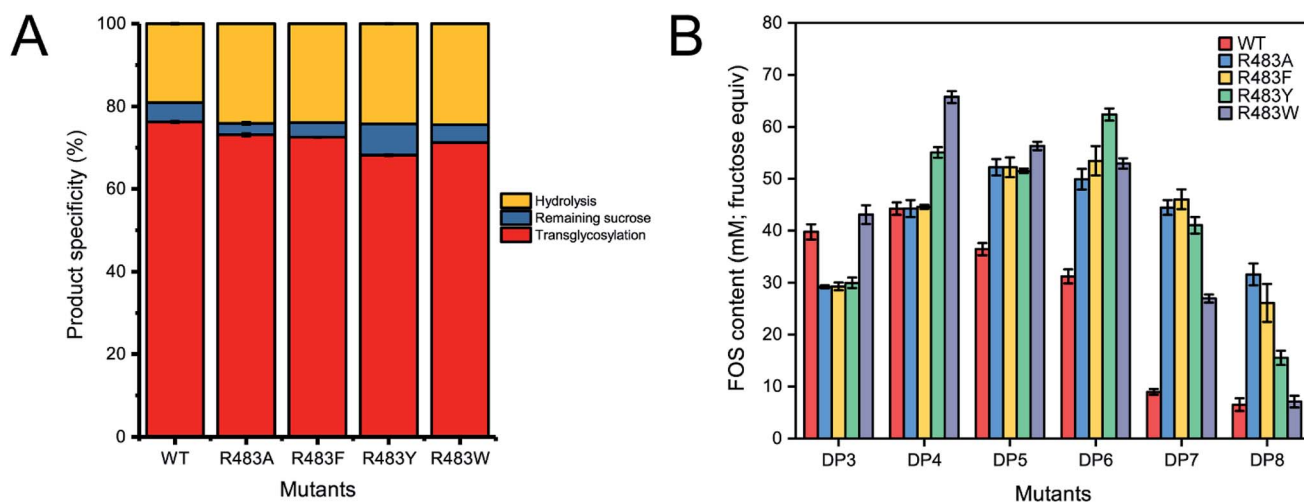 A
Product specificity (%)
100
80
60
40
20
0
WT R483A R483F R483Y R483W
Mutants
Hydrolysis
Remaining sucrose
Transglycosylation
B
FOS content (mM; fructose equiv)
80
70
60
50
40
30
20
10
0
DP3 DP4 DP5 DP6 DP7 DP8
Mutants
WT
R483A
R483F
R483Y
R483W